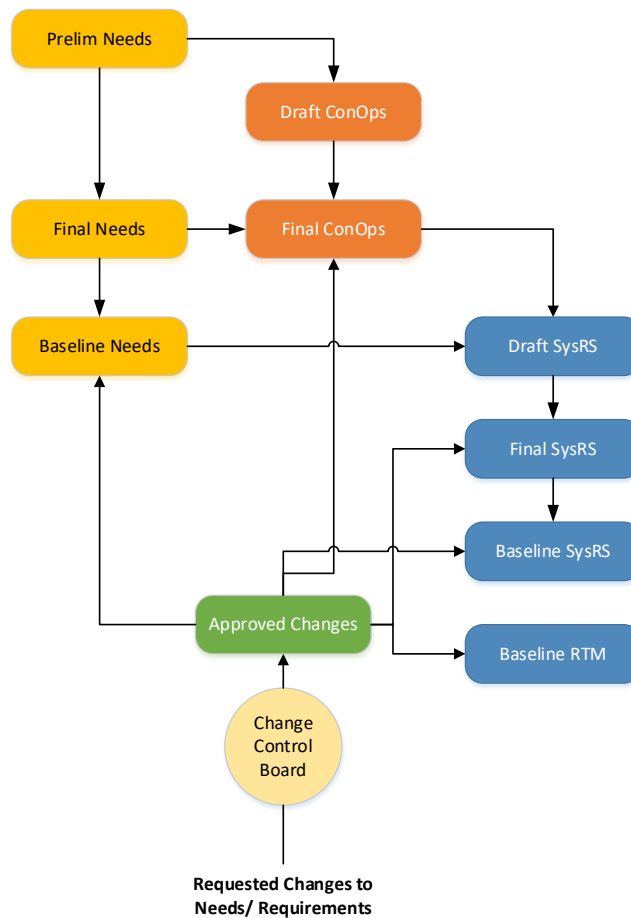 Prelim Needs
Draft ConOps
Final Needs
Final ConOps
Baseline Needs
Draft SysRS
Final SysRS
Baseline SysRS
Approved Changes
Baseline RTM
Change
Control
Board
Requested Changes to
Needs/ Requirements